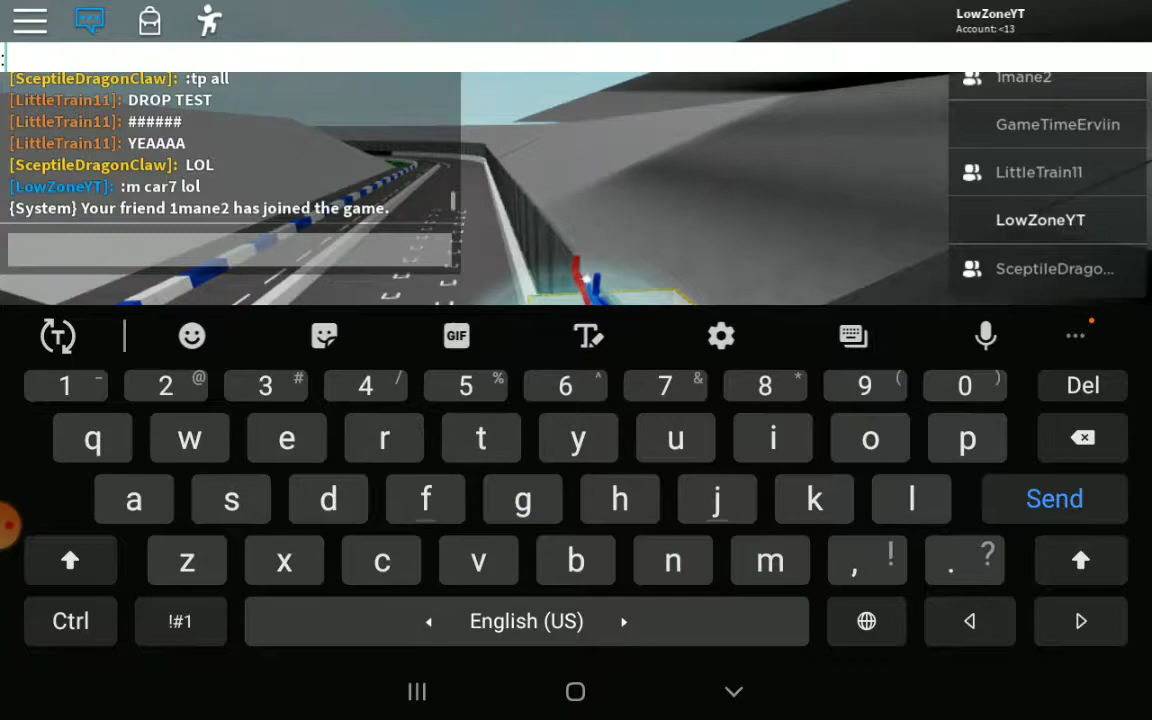 LowZoneYT
Account: <13
:
[SceptileDragonClaw]: :tp all
[LittleTrain11]: DROP TEST
[LittleTrain11]: ######
[LittleTrain11]: YEAAAA
[SceptileDragonClaw]: LOL
[LowZoneYT]: :m car7 lol
{System} Your friend 1mane2 has joined the game.
1mane2
GameTimeErviin
LittleTrain11
LowZoneYT
SceptileDrago...
T GIF T ...
1 - 2 @ 3 # 4 / 5 % 6 ^ 7 & 8 * 9 ( 0 ) Del
q w e r t y u i o p
a s d f g h j k l Send
z x c v b n m , ! . ?
Ctrl !#1 English (US)